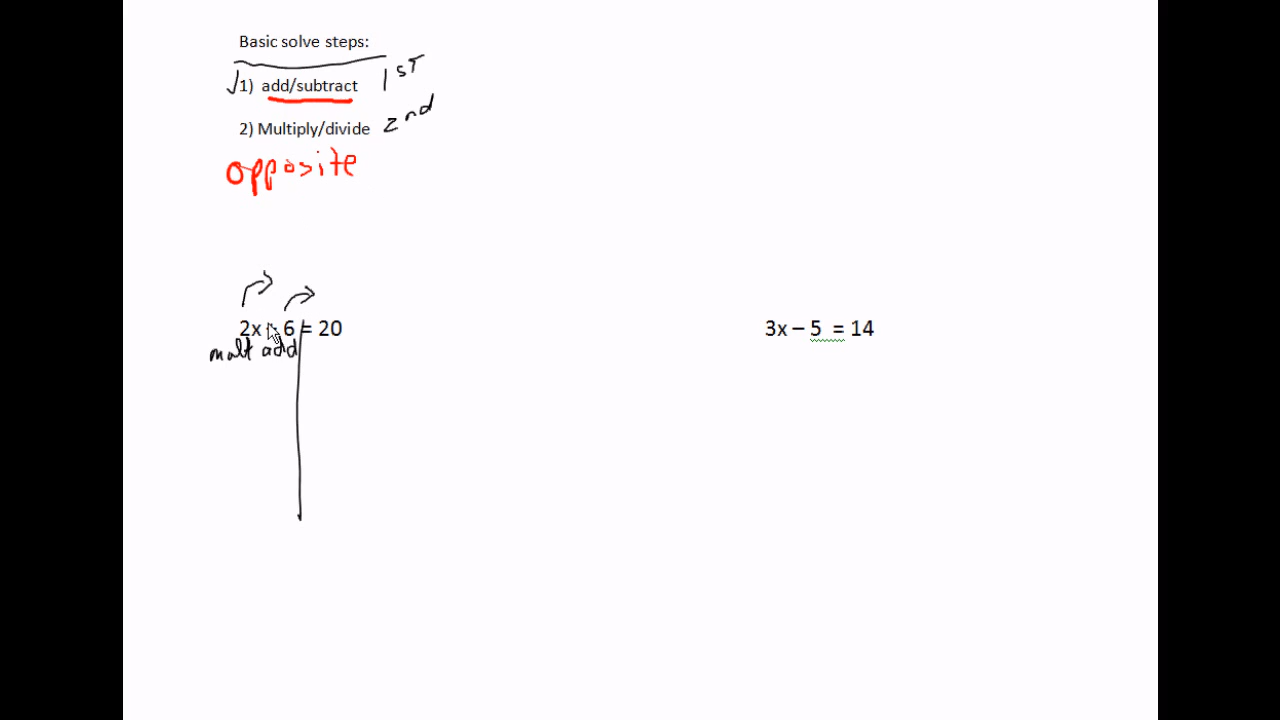 Basic solve steps:
√1) add/subtract 1ST
2) Multiply/divide 2nd
opposite
2x + 6 = 20
mult add
3x – 5 = 14